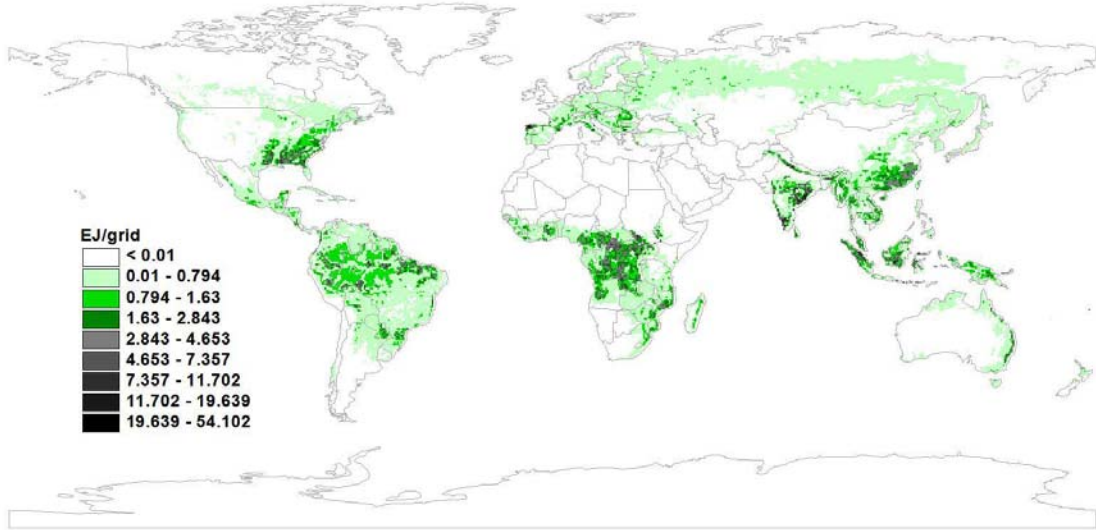 EJ/grid
< 0.01
0.01 - 0.794
0.794 - 1.63
1.63 - 2.843
2.843 - 4.653
4.653 - 7.357
7.357 - 11.702
11.702 - 19.639
19.639 - 54.102